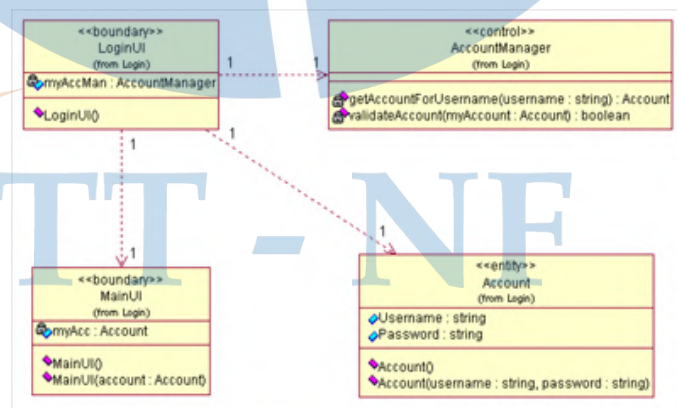 <<boundary>>
LoginUI
(from Login)
myAccMan : AccountManager
LoginUI()
1
1
<<control>>
AccountManager
(from Login)
getAccountForUsername(username : string) : Account
validateAccount(myAccount : Account) : boolean
1
1
1
1
TT - NF
<<boundary>>
MainUI
(from Login)
myAcc : Account
MainUI()
MainUI(account : Account)
<<entity>>
Account
(from Login)
Username : string
Password : string
Account()
Account(username : string, password : string)